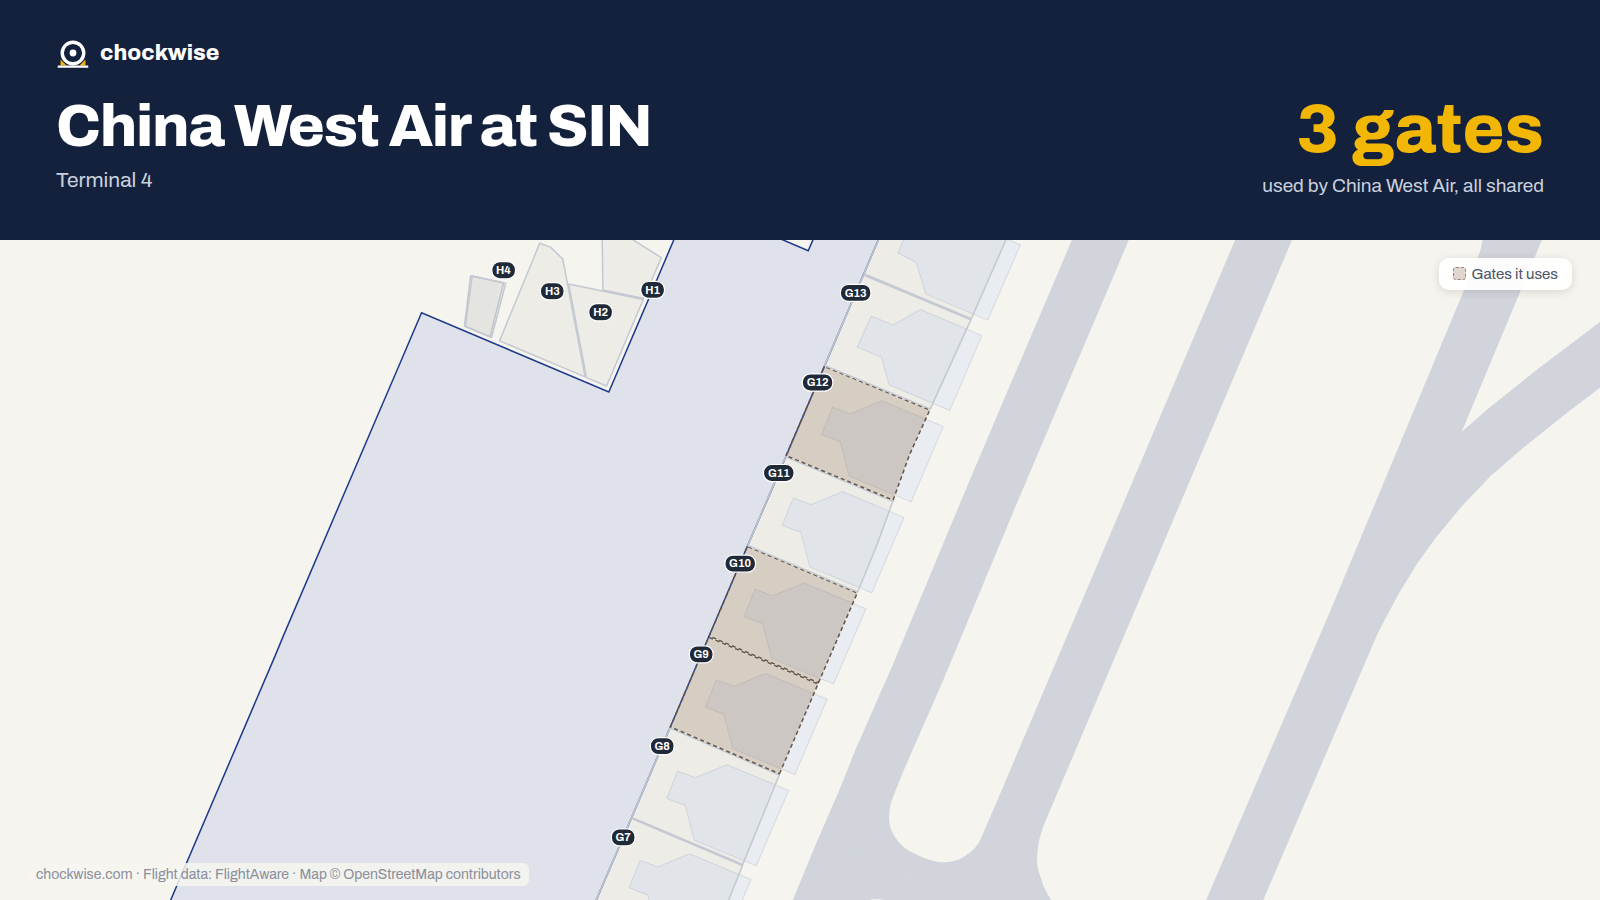 chockwise
China West Air at SIN
Terminal 4
3 gates
used by China West Air, all shared
Gates it uses
H4
H3
H1
H2
G13
G12
G11
G10
G9
G8
G7
chockwise.com · Flight data: FlightAware · Map © OpenStreetMap contributors